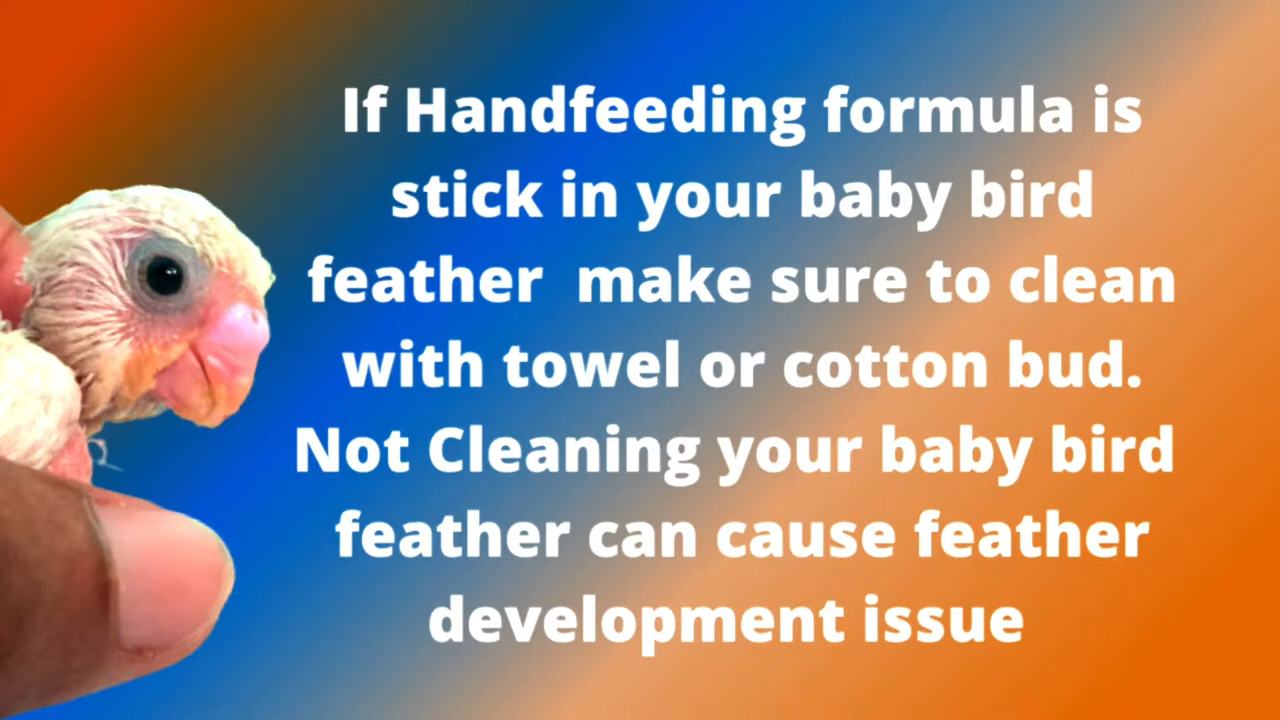 If Handfeeding formula is
stick in your baby bird
feather  make sure to clean
with towel or cotton bud.
Not Cleaning your baby bird
feather can cause feather
development issue